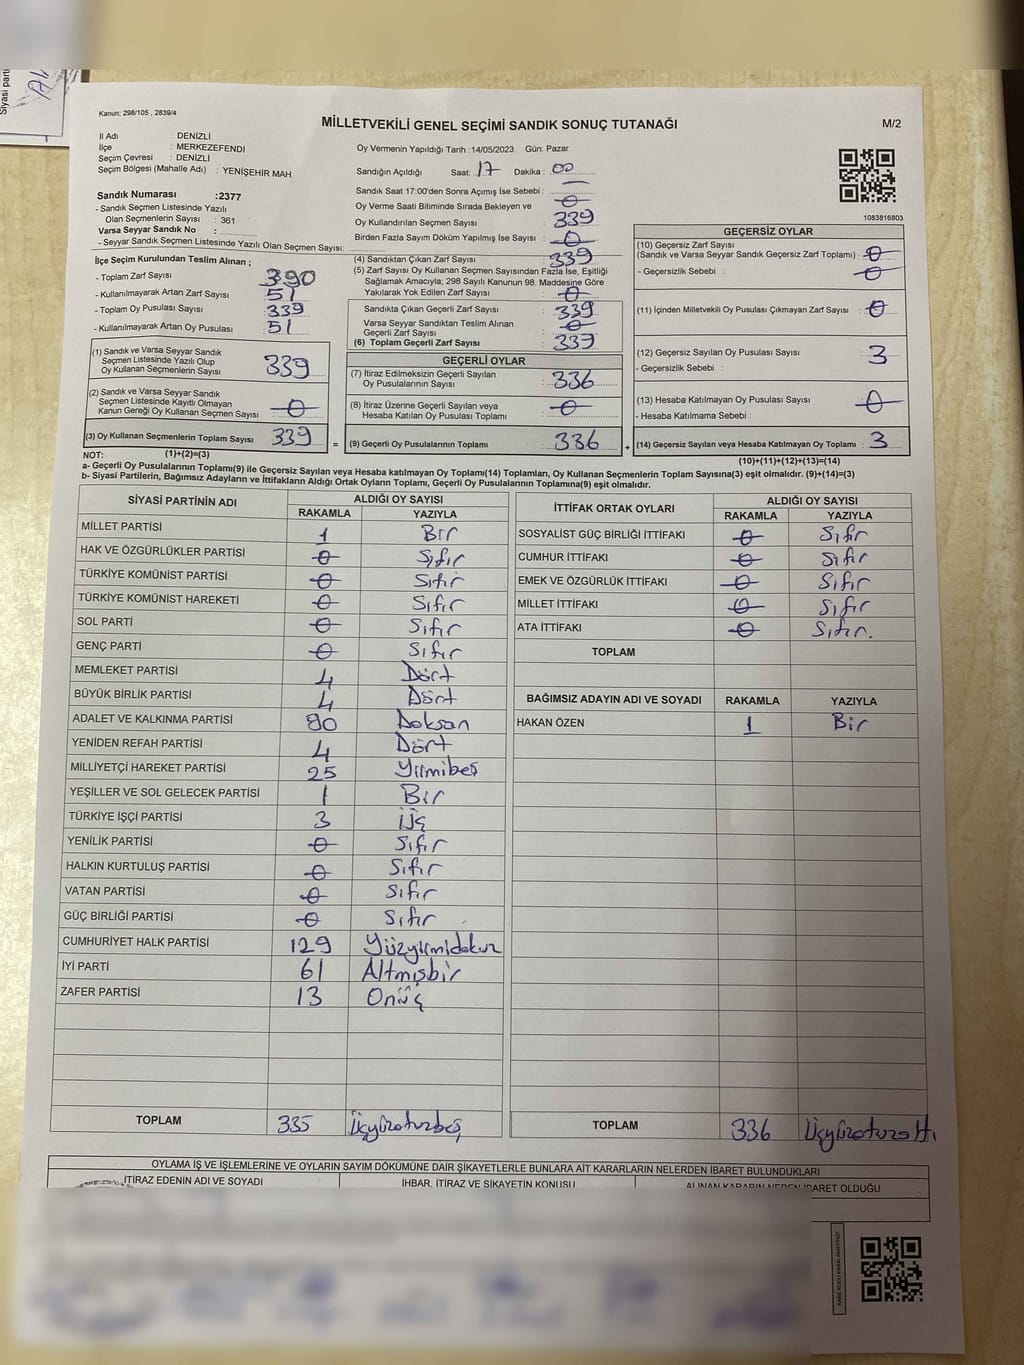 Siyasi parti
Kanun: 298/105 , 2839/4
MİLLETVEKİLİ GENEL SEÇİMİ SANDIK SONUÇ TUTANAĞI
M/2
İl Adı : DENİZLİ
İlçe : MERKEZEFENDİ
Seçim Çevresi : DENİZLİ
Seçim Bölgesi (Mahalle Adı) : YENİŞEHİR MAH.
Sandık Numarası :2377
- Sandık Seçmen Listesinde Yazılı
Olan Seçmenlerin Sayısı : 361
Varsa Seyyar Sandık No :
- Seyyar Sandık Seçmen Listesinde Yazılı Olan Seçmen Sayısı:
Oy Vermenin Yapıldığı Tarih :14/05/2023 Gün: Pazar
Sandığın Açıldığı Saat: 17 Dakika : 00
Sandık Saat 17:00'den Sonra Açımış İse Sebebi : —
Oy Verme Saati Bitiminde Sırada Bekleyen ve : 0
Oy Kullandırılan Seçmen Sayısı : 339
Birden Fazla Sayım Döküm Yapılmış İse Sayısı : 0
1083816803
İlçe Seçim Kurulundan Teslim Alınan ;
- Toplam Zarf Sayısı : 390
- Kullanılmayarak Artan Zarf Sayısı : 51
- Toplam Oy Pusulası : 339
- Kullanılmayarak Artan Oy Pusulası : 51
(4) Sandıktan Çıkan Zarf Sayısı : 339
(5) Zarf Sayısı Oy Kullanan Seçmen Sayısından Fazla İse, Eşitliği
Sağlamak Amacıyla; 298 Sayılı Kanunun 98. Maddesine Göre
Yakılarak Yok Edilen Zarf Sayısı : 0
Sandıkta Çıkan Geçerli Zarf Sayısı : 339
Varsa Seyyar Sandıktan Teslim Alınan
Geçerli Zarf Sayısı : 0
(6) Toplam Geçerli Zarf Sayısı : 339
GEÇERSİZ OYLAR
(10) Geçersiz Zarf Sayısı
(Sandık ve Varsa Seyyar Sandık Geçersiz Zarf Toplamı) : 0
- Geçersizlik Sebebi : 0
(11) İçinden Milletvekili Oy Pusulası Çıkmayan Zarf Sayısı : 0
(12) Geçersiz Sayılan Oy Pusulası Sayısı : 3
- Geçersizlik Sebebi :
(13) Hesaba Katılmayan Oy Pusulası Sayısı : 0
- Hesaba Katılmama Sebebi :
(14) Geçersiz Sayılan veya Hesaba Katılmayan Oy Toplamı : 3
(1) Sandık ve Varsa Seyyar Sandık
Seçmen Listesinde Yazılı Olup
Oy Kullanan Seçmenlerin Sayısı : 339
(2) Sandık ve Varsa Seyyar Sandık
Seçmen Listesinde Kayıtlı Olmayan
Kanun Gereği Oy Kullanan Seçmen Sayısı : 0
(3) Oy Kullanan Seçmenlerin Toplam Sayısı : 339 =
GEÇERLİ OYLAR
(7) İtiraz Edilmeksizin Geçerli Sayılan
Oy Pusulalarının Sayısı : 336
(8) İtiraz Üzerine Geçerli Sayılan veya
Hesaba Katılan Oy Pusulası Toplamı : 0
(9) Geçerli Oy Pusulalarının Toplamı : 336 +
NOT: (1)+(2)=(3)
(10)+(11)+(12)+(13)=(14)
a- Geçerli Oy Pusulalarının Toplamı(9) ile Geçersiz Sayılan veya Hesaba katılmayan Oy Toplamı(14) Toplamları, Oy Kullanan Seçmenlerin Toplam Sayısına(3) eşit olmalıdır. (9)+(14)=(3)
b- Siyasi Partilerin, Bağımsız Adayların ve İttifakların Aldığı Ortak Oyların Toplamı, Geçerli Oy Pusulalarının Toplamına(9) eşit olmalıdır.
SİYASİ PARTİNİN ADI ALDIĞI OY SAYISI
RAKAMLA YAZIYLA
MİLLET PARTİSİ 1 Bir
HAK VE ÖZGÜRLÜKLER PARTİSİ 0 Sıfır
TÜRKİYE KOMÜNİST PARTİSİ 0 Sıfır
TÜRKİYE KOMÜNİST HAREKETİ 0 Sıfır
SOL PARTİ 0 Sıfır
GENÇ PARTİ 0 Sıfır
MEMLEKET PARTİSİ 4 Dört
BÜYÜK BİRLİK PARTİSİ 4 Dört
ADALET VE KALKINMA PARTİSİ 90 Doksan
YENİDEN REFAH PARTİSİ 4 Dört
MİLLİYETÇİ HAREKET PARTİSİ 25 Yirmibeş
YEŞİLLER VE SOL GELECEK PARTİSİ 1 Bir
TÜRKİYE İŞÇİ PARTİSİ 3 Üç
YENİLİK PARTİSİ 0 Sıfır
HALKIN KURTULUŞ PARTİSİ 0 Sıfır
VATAN PARTİSİ 0 Sıfır
GÜÇ BİRLİĞİ PARTİSİ 0 Sıfır
CUMHURİYET HALK PARTİSİ 129 Yüzyirmidokuz
İYİ PARTİ 61 Altmışbir
ZAFER PARTİSİ 13 Onüç
TOPLAM 335 Üçyüzotuzbeş
İTTİFAK ORTAK OYLARI ALDIĞI OY SAYISI
RAKAMLA YAZIYLA
SOSYALİST GÜÇ BİRLİĞİ İTTİFAKI 0 Sıfır
CUMHUR İTTİFAKI 0 Sıfır
EMEK VE ÖZGÜRLÜK İTTİFAKI 0 Sıfır
MİLLET İTTİFAKI 0 Sıfır
ATA İTTİFAKI 0 Sıfır.
TOPLAM
BAĞIMSIZ ADAYIN ADI VE SOYADI RAKAMLA YAZIYLA
HAKAN ÖZEN 1 Bir
TOPLAM 336 Üçyüzotuzaltı
OYLAMA İŞ VE İŞLEMLERİNE VE OYLARIN SAYIM DÖKÜMÜNE DAİR ŞİKAYETLERLE BUNLARA AİT KARARLARIN NELERDEN İBARET BULUNDUKLARI
İTİRAZ EDENİN ADI VE SOYADI İHBAR, İTİRAZ VE ŞİKAYETİN KONUSU ALINAN KARARIN NEDEN İBARET OLDUĞU